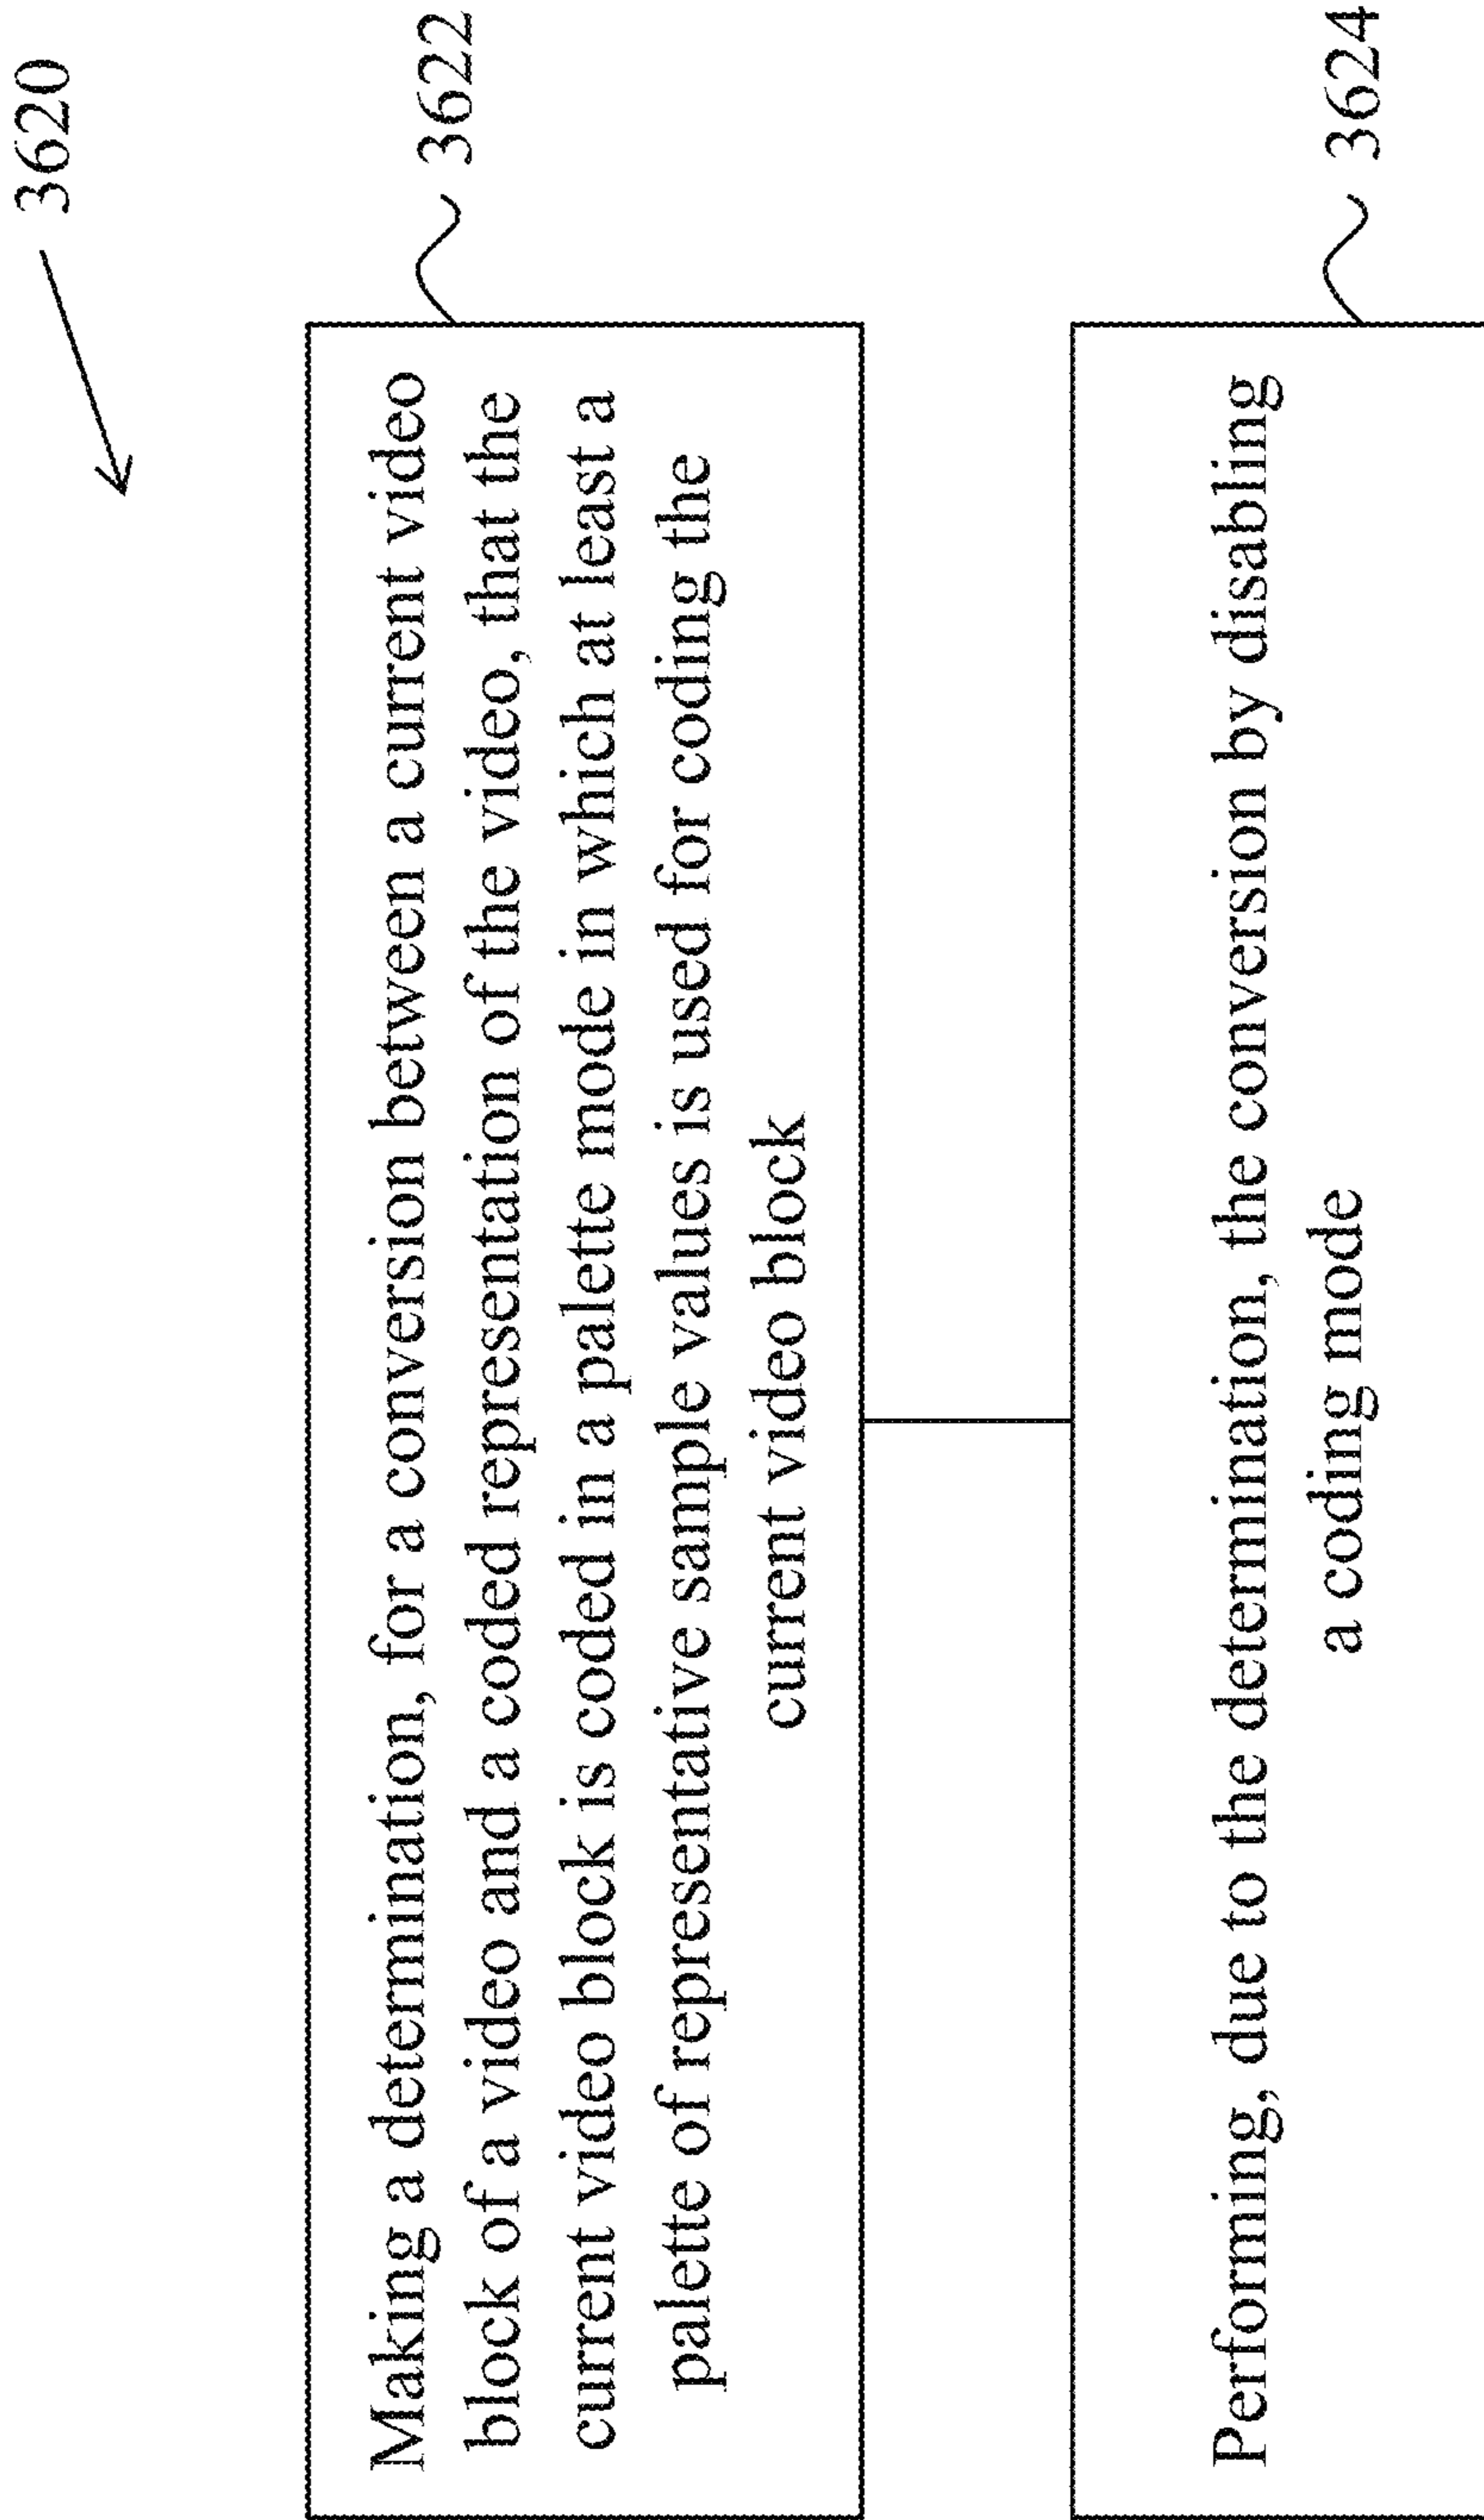 3620
Making a determination, for a conversion between a current video
block of a video and a coded representation of the video, that the
current video block is coded in a palette mode in which at least a
palette of representative sample values is used for coding the
current video block
3622
Performing, due to the determination, the conversion by disabling
a coding mode
3624